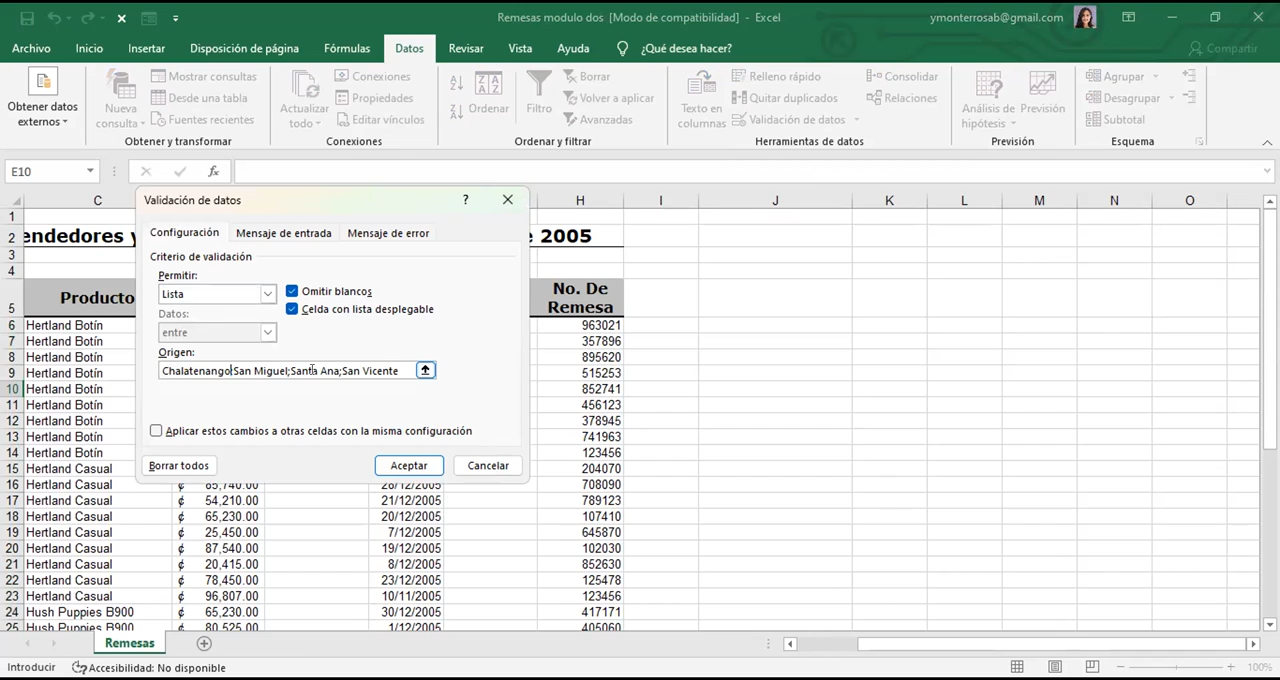 Remesas modulo dos [Modo de compatibilidad] - Excel
ymonterrosab@gmail.com
Archivo Inicio Insertar Disposición de página Fórmulas Datos Revisar Vista Ayuda ¿Qué desea hacer? Compartir
Obtener datos externos
Nueva consulta
Mostrar consultas
Desde una tabla
Fuentes recientes
Obtener y transformar
Actualizar todo
Conexiones
Propiedades
Editar vínculos
Conexiones
Ordenar
Filtro
Borrar
Volver a aplicar
Avanzadas
Ordenar y filtrar
Texto en columnas
Relleno rápido
Quitar duplicados
Validación de datos
Consolidar
Relaciones
Herramientas de datos
Análisis de hipótesis
Previsión
Previsión
Agrupar
Desagrupar
Subtotal
Esquema
E10 fx
C H I J K L M N O
1
2 endedores y e 2005
3
4
5 Producto No. De Remesa
6 Hertland Botín 963021
7 Hertland Botín 357896
8 Hertland Botín 895620
9 Hertland Botín 515253
10 Hertland Botín 852741
11 Hertland Botín 456123
12 Hertland Botín 378945
13 Hertland Botín 741963
14 Hertland Botín 123456
15 Hertland Casual 204070
16 Hertland Casual ¢ 85,740.00 28/12/2005 708090
17 Hertland Casual ¢ 54,210.00 21/12/2005 789123
18 Hertland Casual ¢ 65,230.00 20/12/2005 107410
19 Hertland Casual ¢ 25,450.00 7/12/2005 645870
20 Hertland Casual ¢ 87,540.00 19/12/2005 102030
21 Hertland Casual ¢ 20,415.00 8/12/2005 852630
22 Hertland Casual ¢ 78,450.00 23/12/2005 125478
23 Hertland Casual ¢ 96,807.00 10/11/2005 123456
24 Hush Puppies B900 ¢ 65,230.00 30/12/2005 417171
25 Hush Puppies B900 ¢ 80,525.00 1/12/2005 405060
Validación de datos ?
Configuración Mensaje de entrada Mensaje de error
Criterio de validación
Permitir:
Lista
Omitir blancos
Celda con lista desplegable
Datos:
entre
Origen:
Chalatenango;San Miguel;Santa Ana;San Vicente
Aplicar estos cambios a otras celdas con la misma configuración
Borrar todos Aceptar Cancelar
Remesas
Introducir Accesibilidad: No disponible 100%